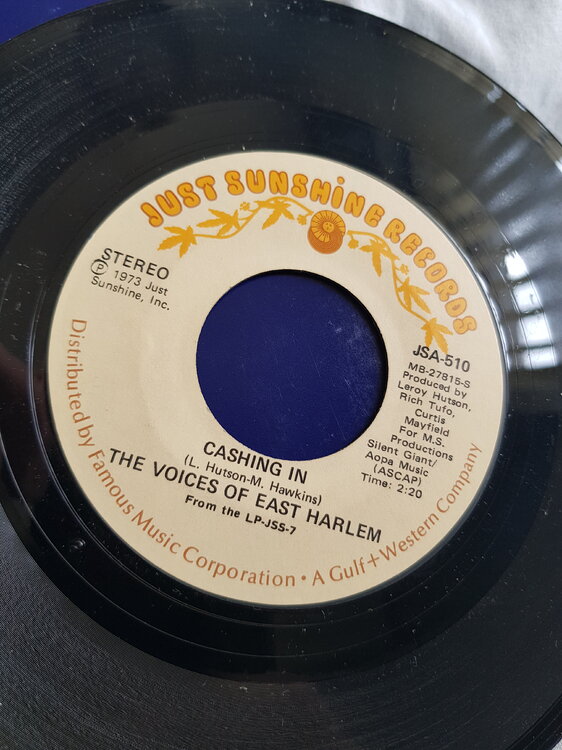 JUST SUNSHINE RECORDS
STEREO
Ⓟ 1973 Just
Sunshine, Inc.
JSA-510
MB-27815-S
Produced by
Leroy Hutson,
Rich Tufo,
Curtis
Mayfield
For M.S.
Productions
Silent Giant/
Aopa Music
(ASCAP)
Time: 2:20
CASHING IN
(L. Hutson-M. Hawkins)
THE VOICES OF EAST HARLEM
From the LP-JSS-7
Distributed by Famous Music Corporation • A Gulf+Western Company